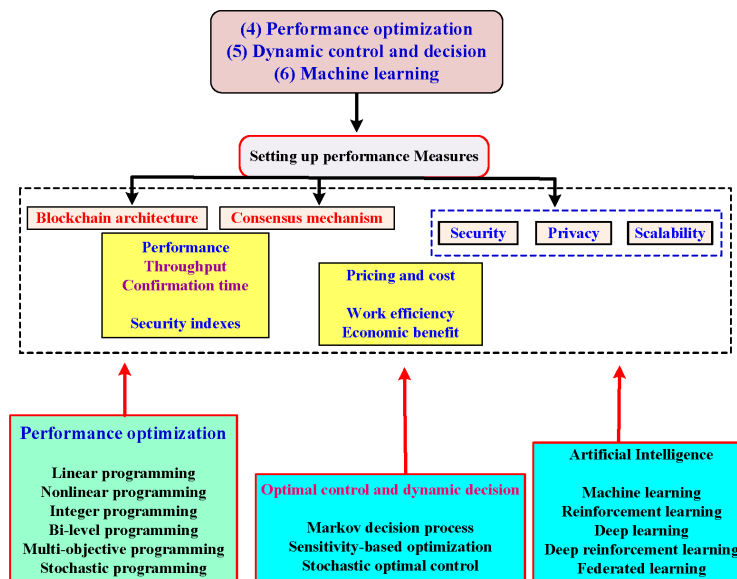 (4) Performance optimization
(5) Dynamic control and decision
(6) Machine learning
Setting up performance Measures
Blockchain architecture
Consensus mechanism
Security
Privacy
Scalability
Performance
Throughput
Confirmation time
Security indexes
Pricing and cost
Work efficiency
Economic benefit
Performance optimization
Linear programming
Nonlinear programming
Integer programming
Bi-level programming
Multi-objective programming
Stochastic programming
Optimal control and dynamic decision
Markov decision process
Sensitivity-based optimization
Stochastic optimal control
Artificial Intelligence
Machine learning
Reinforcement learning
Deep learning
Deep reinforcement learning
Federated learning